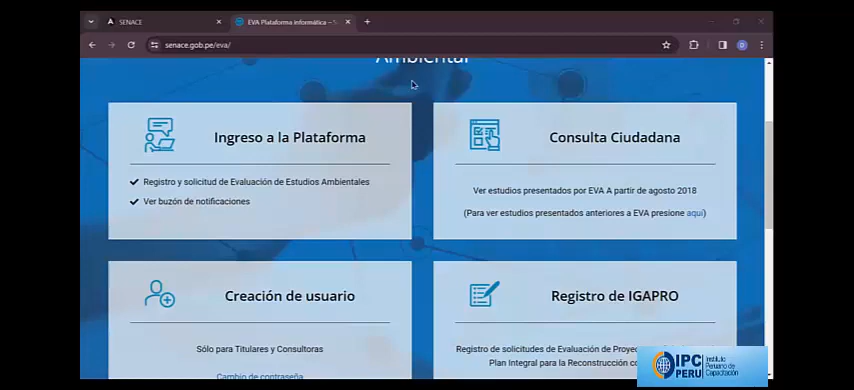 SENACE
EVA Plataforma informática – S
senace.gob.pe/eva/
Ambiental
Ingreso a la Plataforma
Registro y solicitud de Evaluación de Estudios Ambientales
Ver buzón de notificaciones
Consulta Ciudadana
Ver estudios presentados por EVA A partir de agosto 2018
(Para ver estudios presentados anteriores a EVA presione aqui)
Creación de usuario
Sólo para Titulares y Consultoras
Cambio de contraseña
Registro de IGAPRO
Registro de solicitudes de Evaluación de Proye
Plan Integral para la Reconstrucción co
IPC
PERU
Instituto
Peruano de
Capacitación